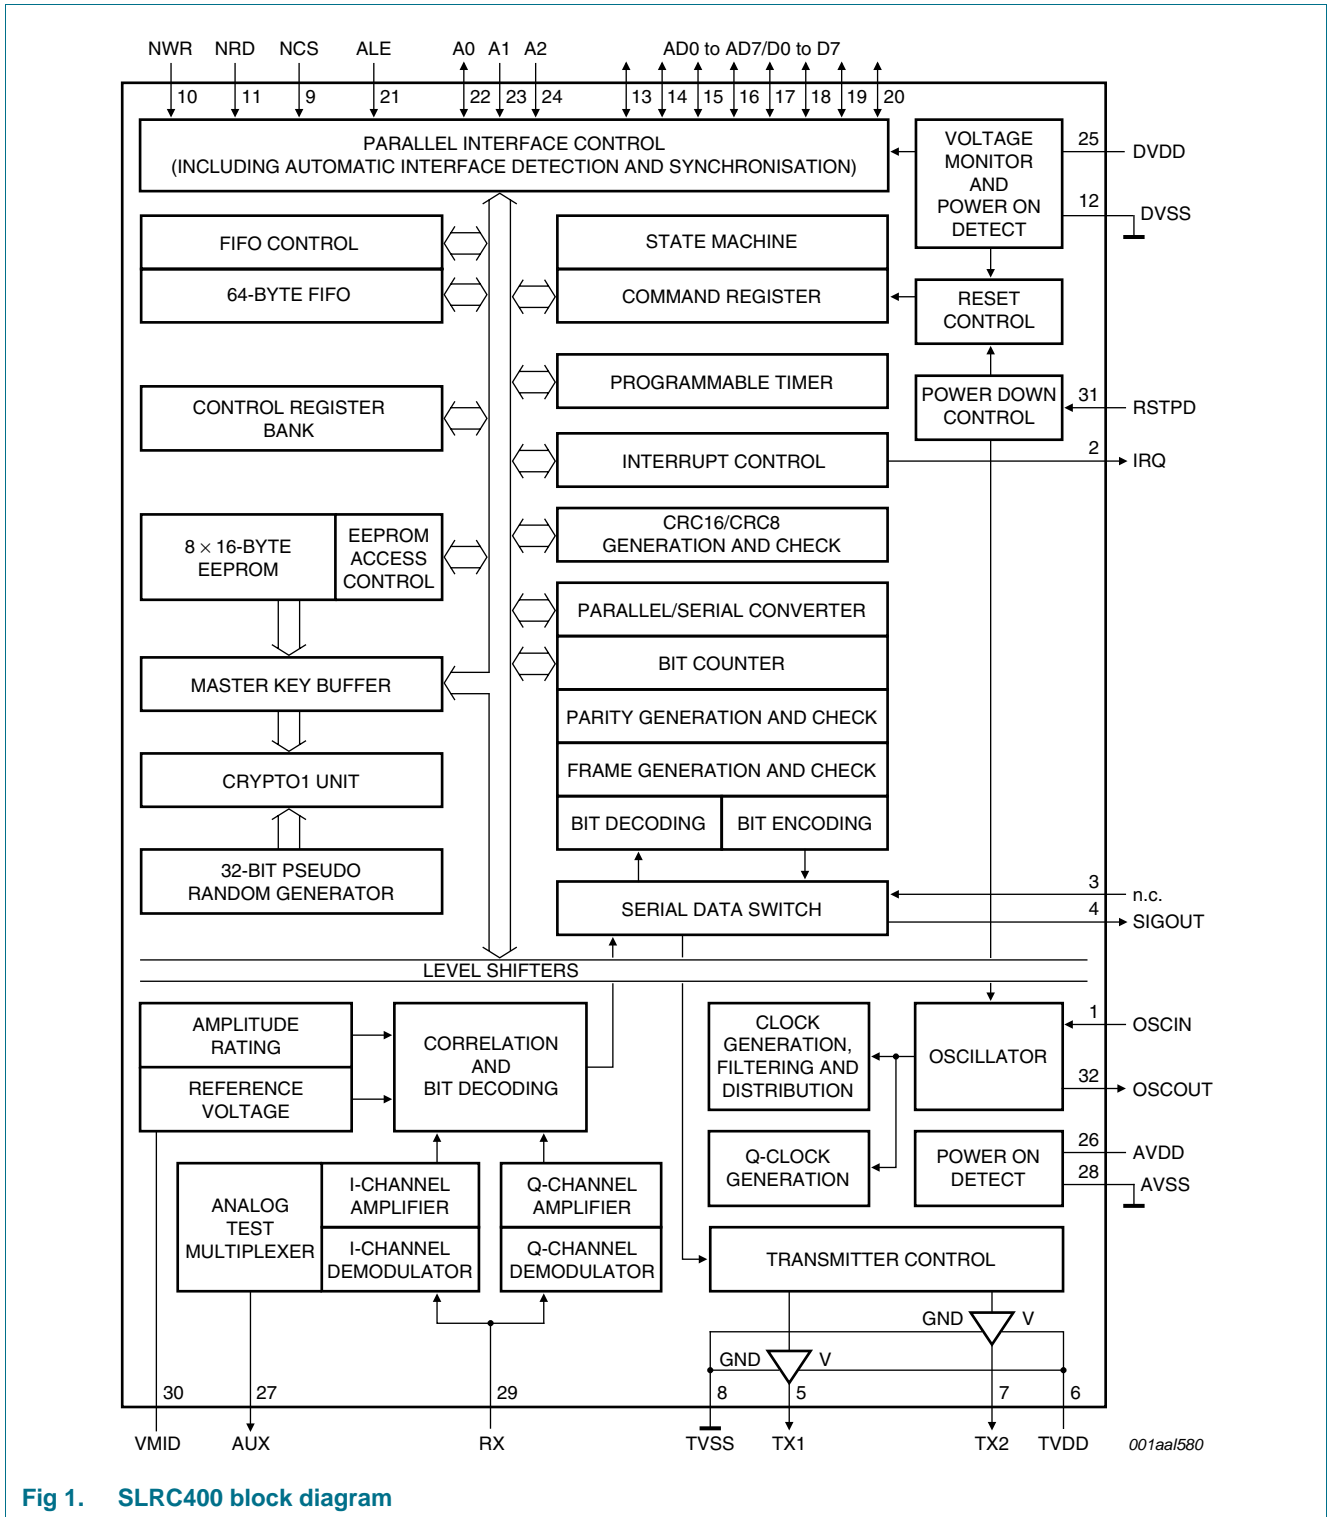 NWR NRD NCS ALE A0 A1 A2 AD0 to AD7/D0 to D7
10 11 9 21 22 23 24 13 14 15 16 17 18 19 20
PARALLEL INTERFACE CONTROL
(INCLUDING AUTOMATIC INTERFACE DETECTION AND SYNCHRONISATION)
VOLTAGE
MONITOR
AND
POWER ON
DETECT
25
DVDD
12
DVSS
FIFO CONTROL
64-BYTE FIFO
STATE MACHINE
COMMAND REGISTER
RESET
CONTROL
PROGRAMMABLE TIMER
POWER DOWN
CONTROL
31
RSTPD
CONTROL REGISTER
BANK
INTERRUPT CONTROL
2
IRQ
8 × 16-BYTE
EEPROM
EEPROM
ACCESS
CONTROL
CRC16/CRC8
GENERATION AND CHECK
PARALLEL/SERIAL CONVERTER
BIT COUNTER
MASTER KEY BUFFER
PARITY GENERATION AND CHECK
FRAME GENERATION AND CHECK
CRYPTO1 UNIT
BIT DECODING
BIT ENCODING
32-BIT PSEUDO
RANDOM GENERATOR
SERIAL DATA SWITCH
3
n.c.
4
SIGOUT
LEVEL SHIFTERS
AMPLITUDE
RATING
REFERENCE
VOLTAGE
CORRELATION
AND
BIT DECODING
CLOCK
GENERATION,
FILTERING AND
DISTRIBUTION
OSCILLATOR
1
OSCIN
32
OSCOUT
Q-CLOCK
GENERATION
POWER ON
DETECT
26
AVDD
28
AVSS
ANALOG
TEST
MULTIPLEXER
I-CHANNEL
AMPLIFIER
I-CHANNEL
DEMODULATOR
Q-CHANNEL
AMPLIFIER
Q-CHANNEL
DEMODULATOR
TRANSMITTER CONTROL
GND V
GND V
30 27 29 8 5 7 6
VMID AUX RX TVSS TX1 TX2 TVDD
001aal580
Fig 1. SLRC400 block diagram